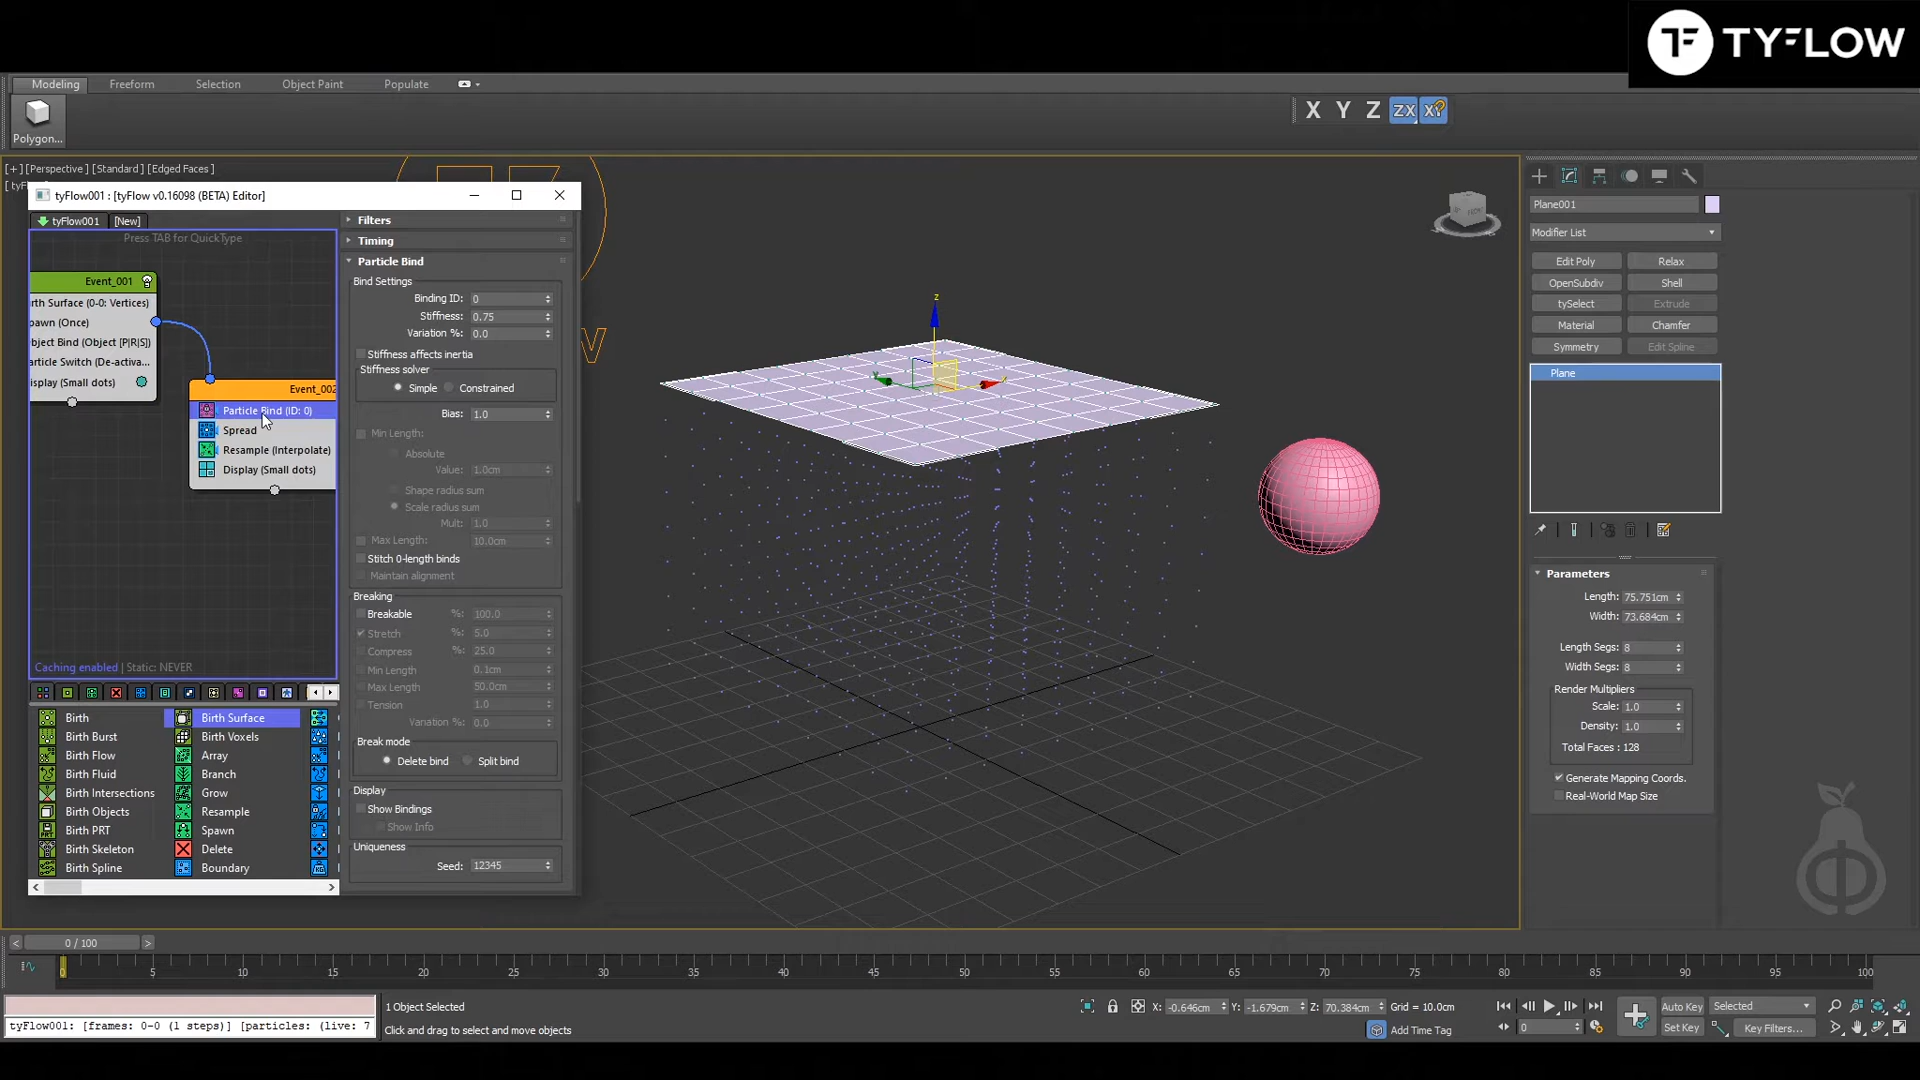 TYFLOW
Modeling Freeform Selection Object Paint Populate
Polygon...
X Y Z ZX XY
[+] [Perspective] [Standard] [Edged Faces]
tyFlow001 : [tyFlow v0.16098 (BETA) Editor]
tyFlow001 [New]
Press TAB for QuickType
Event_001
irth Surface (0-0: Vertices)
pawn (Once)
bject Bind (Object [P|R|S])
article Switch (De-activa...
isplay (Small dots)
Event_002
Particle Bind (ID: 0)
Spread
Resample (Interpolate)
Display (Small dots)
Caching enabled | Static: NEVER
Birth Birth Surface
Birth Burst Birth Voxels
Birth Flow Array
Birth Fluid Branch
Birth Intersections Grow
Birth Objects Resample
Birth PRT Spawn
Birth Skeleton Delete
Birth Spline Boundary
Filters
Timing
Particle Bind
Bind Settings
Binding ID: 0
Stiffness: 0.75
Variation %: 0.0
Stiffness affects inertia
Stiffness solver
Simple Constrained
Bias: 1.0
Min Length:
Absolute
Value: 1.0cm
Shape radius sum
Scale radius sum
Mult: 1.0
Max Length: 10.0cm
Stitch 0-length binds
Maintain alignment
Breaking
Breakable %: 100.0
Stretch %: 5.0
Compress %: 25.0
Min Length 0.1cm
Max Length 50.0cm
Tension 1.0
Variation %: 0.0
Break mode
Delete bind Split bind
Display
Show Bindings
Show Info
Uniqueness
Seed: 12345
z
Plane001
Modifier List
Edit Poly Relax
OpenSubdiv Shell
tySelect Extrude
Material Chamfer
Symmetry Edit Spline
Plane
Parameters
Length: 75.751cm
Width: 73.684cm
Length Segs: 8
Width Segs: 8
Render Multipliers
Scale: 1.0
Density: 1.0
Total Faces : 128
Generate Mapping Coords.
Real-World Map Size
< 0 / 100 >
0 5 10 15 20 25 30 35 40 45 50 55 60 65 70 75 80 85 90 95 100
1 Object Selected
tyFlow001: [frames: 0-0 (1 steps)] [particles: (live: 7
Click and drag to select and move objects
X: -0.646cm Y: -1.679cm Z: 70.384cm Grid = 10.0cm
Add Time Tag
0
Auto Key Selected
Set Key Key Filters...